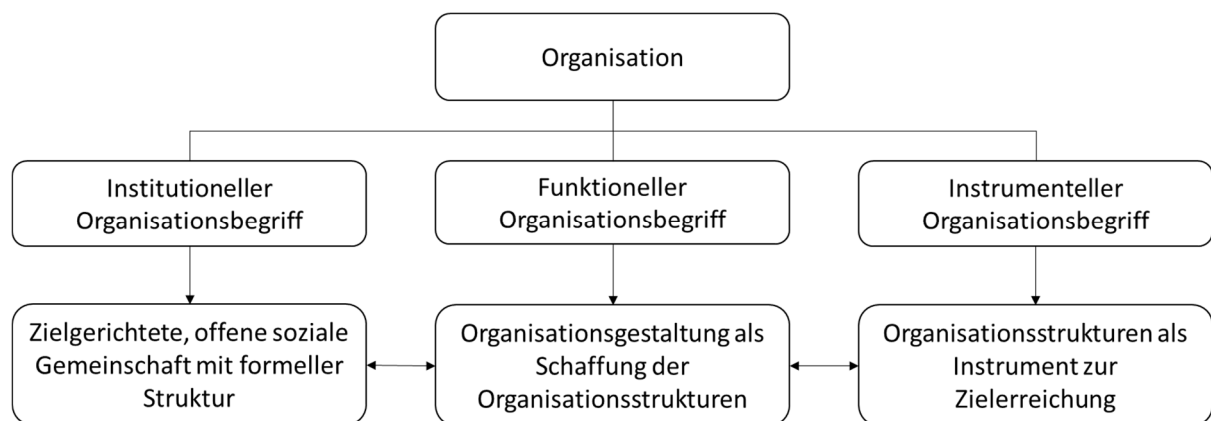 Organisation
Institutioneller
Organisationsbegriff
Funktioneller
Organisationsbegriff
Instrumenteller
Organisationsbegriff
Zielgerichtete, offene soziale
Gemeinschaft mit formeller
Struktur
Organisationsgestaltung als
Schaffung der
Organisationsstrukturen
Organisationsstrukturen als
Instrument zur
Zielerreichung